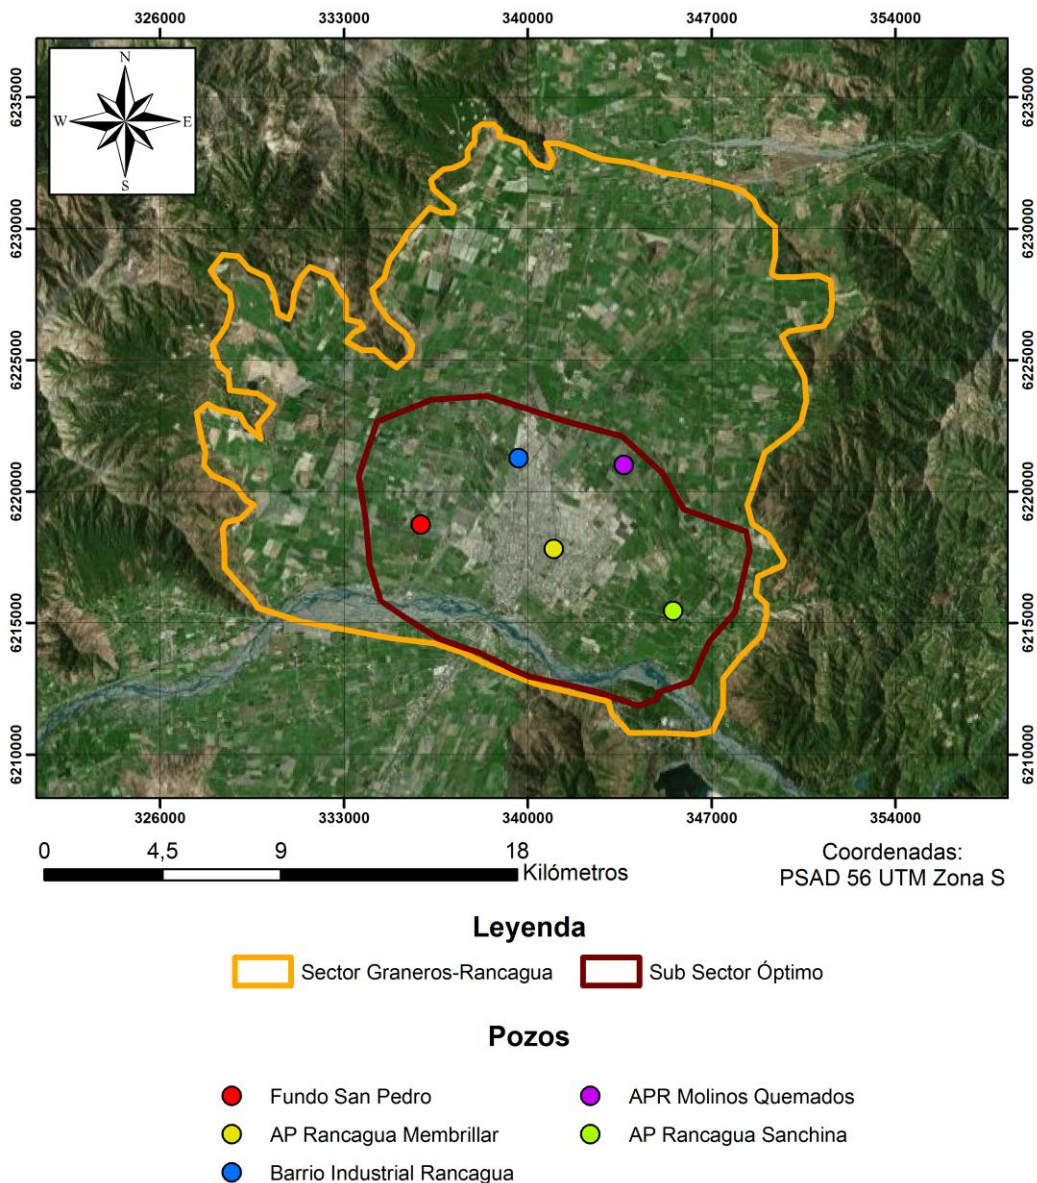 326000 333000 340000 347000 354000
N
W E
S
6235000 6235000
6230000 6230000
6225000 6225000
6220000 6220000
6215000 6215000
6210000 6210000
326000 333000 340000 347000 354000
0 4,5 9 18
Kilómetros
Coordenadas:
PSAD 56 UTM Zona S
Leyenda
Sector Graneros-Rancagua Sub Sector Óptimo
Pozos
Fundo San Pedro APR Molinos Quemados
AP Rancagua Membrillar AP Rancagua Sanchina
Barrio Industrial Rancagua